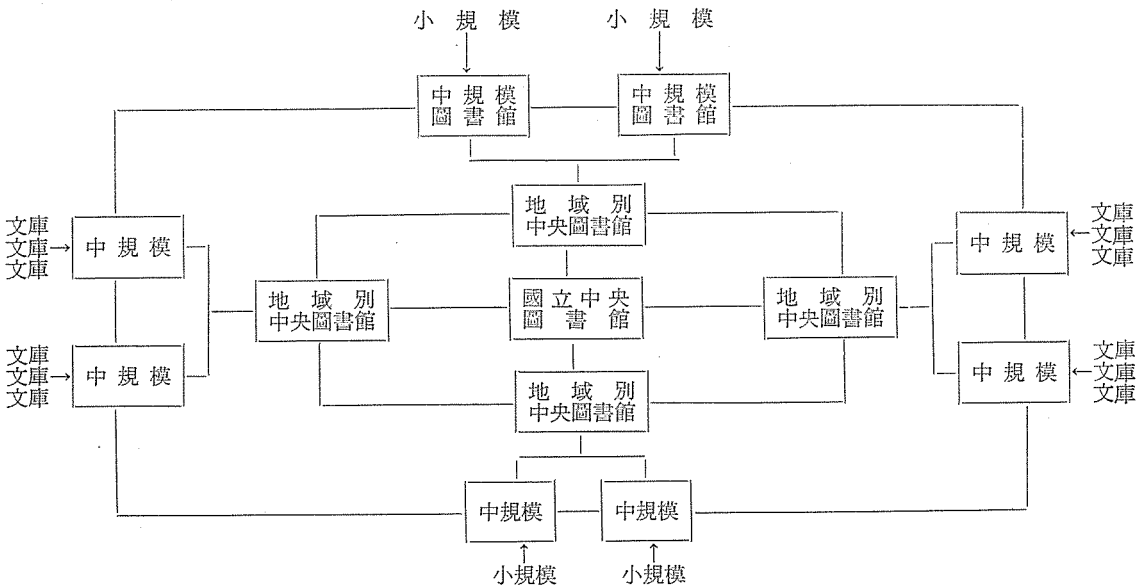 小規模 小規模
中規模 中規模
圖書館 圖書館
地域別
中央圖書館
文庫
文庫→ 中規模
文庫
文庫
中規模 ←文庫
文庫
地域別
中央圖書館
國立中央
圖書館
地域別
中央圖書館
文庫
文庫→ 中規模
文庫
文庫
中規模 ←文庫
文庫
地域別
中央圖書館
中規模 中規模
小規模 小規模